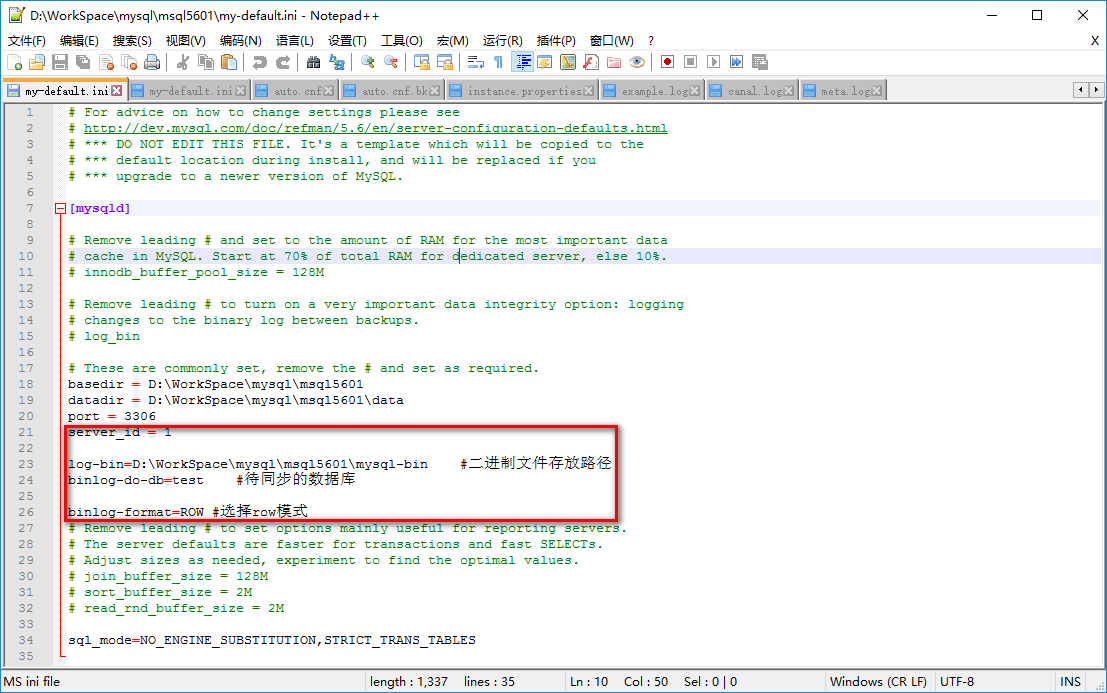 D:\WorkSpace\mysql\msql5601\my-default.ini - Notepad++
文件(F) 编辑(E) 搜索(S) 视图(V) 编码(N) 语言(L) 设置(T) 工具(O) 宏(M) 运行(R) 插件(P) 窗口(W) ? X
my-default.ini my-default.ini auto.cnf auto.cnf.bk instance.properties example.log canal.log meta.log
1 # For advice on how to change settings please see
2 # http://dev.mysql.com/doc/refman/5.6/en/server-configuration-defaults.html
3 # *** DO NOT EDIT THIS FILE. It's a template which will be copied to the
4 # *** default location during install, and will be replaced if you
5 # *** upgrade to a newer version of MySQL.
6
7 [mysqld]
8
9 # Remove leading # and set to the amount of RAM for the most important data
10 # cache in MySQL. Start at 70% of total RAM for dedicated server, else 10%.
11 # innodb_buffer_pool_size = 128M
12
13 # Remove leading # to turn on a very important data integrity option: logging
14 # changes to the binary log between backups.
15 # log_bin
16
17 # These are commonly set, remove the # and set as required.
18 basedir = D:\WorkSpace\mysql\msql5601
19 datadir = D:\WorkSpace\mysql\msql5601\data
20 port = 3306
21 server_id = 1
22
23 log-bin=D:\WorkSpace\mysql\msql5601\mysql-bin #二进制文件存放路径
24 binlog-do-db=test #待同步的数据库
25
26 binlog-format=ROW #选择row模式
27 # Remove leading # to set options mainly useful for reporting servers.
28 # The server defaults are faster for transactions and fast SELECTs.
29 # Adjust sizes as needed, experiment to find the optimal values.
30 # join_buffer_size = 128M
31 # sort_buffer_size = 2M
32 # read_rnd_buffer_size = 2M
33
34 sql_mode=NO_ENGINE_SUBSTITUTION,STRICT_TRANS_TABLES
35
MS ini file length : 1,337 lines : 35 Ln : 10 Col : 50 Sel : 0 | 0 Windows (CR LF) UTF-8 INS